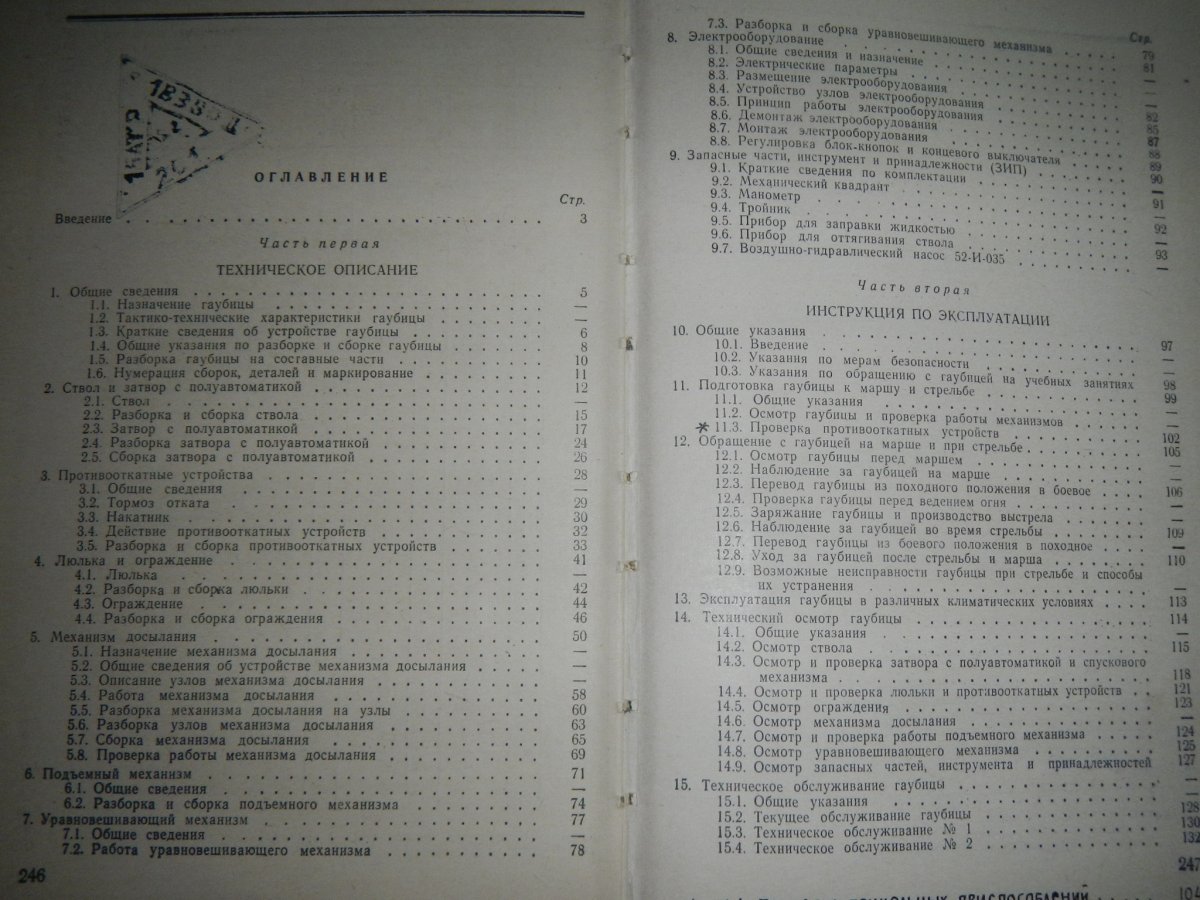 ОГЛАВЛЕНИЕ
Стр.
Введение . . . 3
Часть первая
ТЕХНИЧЕСКОЕ ОПИСАНИЕ
1. Общие сведения . . . 5
1.1. Назначение гаубицы . . . —
1.2. Тактико-технические характеристики гаубицы . . . —
1.3. Краткие сведения об устройстве гаубицы . . . 6
1.4. Общие указания по разборке и сборке гаубицы . . . 8
1.5. Разборка гаубицы на составные части . . . 10
1.6. Нумерация сборок, деталей и маркирование . . . 11
2. Ствол и затвор с полуавтоматикой . . . 12
2.1. Ствол . . . —
2.2. Разборка и сборка ствола . . . 15
2.3. Затвор с полуавтоматикой . . . 17
2.4. Разборка затвора с полуавтоматикой . . . 24
2.5. Сборка затвора с полуавтоматикой . . . 26
3. Противооткатные устройства . . . 28
3.1. Общие сведения . . . —
3.2. Тормоз отката . . . 29
3.3. Накатник . . . 30
3.4. Действие противооткатных устройств . . . 32
3.5. Разборка и сборка противооткатных устройств . . . 33
4. Люлька и ограждение . . . 41
4.1. Люлька . . . —
4.2. Разборка и сборка люльки . . . 42
4.3. Ограждение . . . 44
4.4. Разборка и сборка ограждения . . . 46
5. Механизм досылания . . . 50
5.1. Назначение механизма досылания . . . —
5.2. Общие сведения об устройстве механизма досылания . . . —
5.3. Описание узлов механизма досылания . . . —
5.4. Работа механизма досылания . . . 58
5.5. Разборка механизма досылания на узлы . . . 60
5.6. Разборка узлов механизма досылания . . . 63
5.7. Сборка механизма досылания . . . 65
5.8. Проверка работы механизма досылания . . . 69
6. Подъемный механизм . . . 71
6.1. Общие сведения . . . —
6.2. Разборка и сборка подъемного механизма . . . 74
7. Уравновешивающий механизм . . . 77
7.1. Общие сведения . . . —
7.2. Работа уравновешивающего механизма . . . 78
246
Стр.
7.3. Разборка и сборка уравновешивающего механизма . . . 79
8. Электрооборудование . . . 81
8.1. Общие сведения и назначение . . . —
8.2. Электрические параметры . . . —
8.3. Размещение электрооборудования . . . —
8.4. Устройство узлов электрооборудования . . . 82
8.5. Принцип работы электрооборудования . . . 85
8.6. Демонтаж электрооборудования . . . 87
8.7. Монтаж электрооборудования . . . 88
8.8. Регулировка блок-кнопок и концевого выключателя . . . 89
9. Запасные части, инструмент и принадлежности (ЗИП) . . . 90
9.1. Краткие сведения по комплектации . . . —
9.2. Механический квадрант . . . 91
9.3. Манометр . . . —
9.4. Тройник . . . 92
9.5. Прибор для заправки жидкостью . . . —
9.6. Прибор для оттягивания ствола . . . 93
9.7. Воздушно-гидравлический насос 52-И-035 . . . —
Часть вторая
ИНСТРУКЦИЯ ПО ЭКСПЛУАТАЦИИ
10. Общие указания . . . 97
10.1. Введение . . . —
10.2. Указания по мерам безопасности . . . —
10.3. Указания по обращению с гаубицей на учебных занятиях 98
11. Подготовка гаубицы к маршу и стрельбе . . . 99
11.1. Общие указания . . . —
11.2. Осмотр гаубицы и проверка работы механизмов . . . —
11.3. Проверка противооткатных устройств . . . 102
12. Обращение с гаубицей на марше и при стрельбе . . . 105
12.1. Осмотр гаубицы перед маршем . . . —
12.2. Наблюдение за гаубицей на марше . . . —
12.3. Перевод гаубицы из походного положения в боевое . . . 106
12.4. Проверка гаубицы перед ведением огня . . . —
12.5. Заряжание гаубицы и производство выстрела . . . —
12.6. Наблюдение за гаубицей во время стрельбы . . . 109
12.7. Перевод гаубицы из боевого положения в походное . . . —
12.8. Уход за гаубицей после стрельбы и марша . . . 110
12.9. Возможные неисправности гаубицы при стрельбе и способы
их устранения . . . —
13. Эксплуатация гаубицы в различных климатических условиях . . . 113
14. Технический осмотр гаубицы . . . 114
14.1. Общие указания . . . —
14.2. Осмотр ствола . . . 115
14.3. Осмотр и проверка затвора с полуавтоматикой и спускового
механизма . . . 118
14.4. Осмотр и проверка люльки и противооткатных устройств . . 121
14.5. Осмотр ограждения . . . 123
14.6. Осмотр механизма досылания . . . —
14.7. Осмотр и проверка работы подъемного механизма . . . 124
14.8. Осмотр уравновешивающего механизма . . . 125
14.9. Осмотр запасных частей, инструмента и принадлежностей 127
15. Техническое обслуживание гаубицы . . . —
15.1. Общие указания . . . 128
15.2. Текущее обслуживание гаубицы . . . 130
15.3. Техническое обслуживание № 1 . . . 132
15.4. Техническое обслуживание № 2 . . .
247